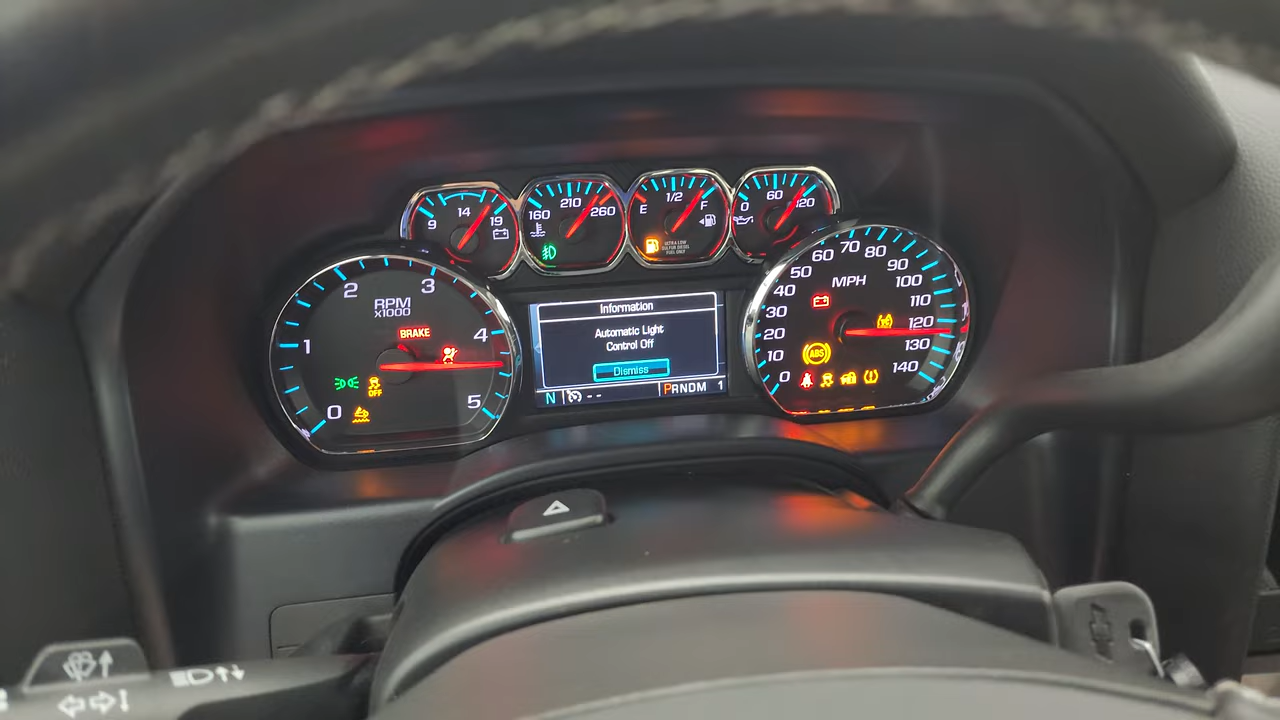 9 14 19
160 210 260
E 1/2 F
ULTRA LOW
SULFUR DIESEL
FUEL ONLY
0 60 120
0 1 2 3 4 5
RPM
X1000
BRAKE
OFF
Information
Automatic Light
Control Off
Dismiss
N - -
PRNDM 1
0 10 20 30 40 50 60 70 80 90 100 110 120 130 140
MPH
ABS